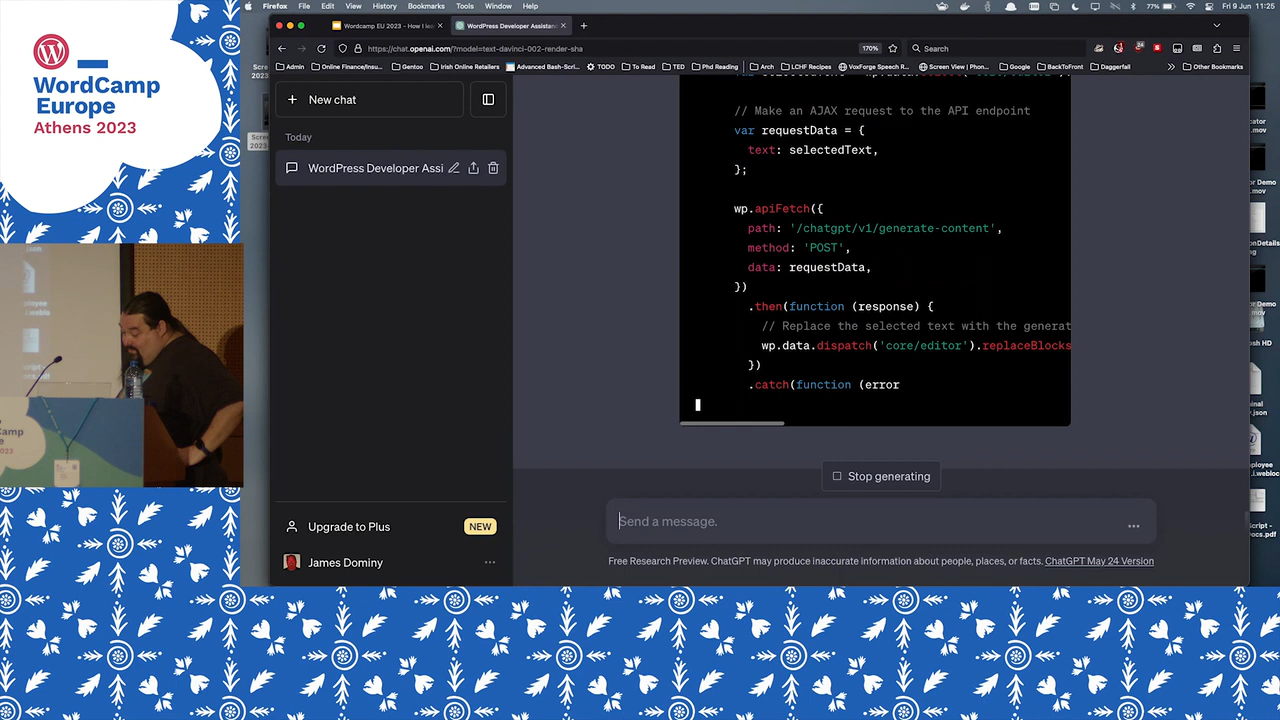 WordCamp
Europe
Athens 2023
Firefox File Edit View History Bookmarks Tools Window Help
77% Fri 9 Jun 11:25
Wordcamp EU 2023 - How I lea
WordPress Developer Assistan
https://chat.openai.com/?model=text-davinci-002-render-sha
170%
Search
Admin Online Finance/Insu... Gentoo Irish Online Retailers Advanced Bash-Scri... TODO To Read TED Phd Reading Arch LCHF Recipes VoxForge Speech R... Screen View | Phon... Google BackToFront Daggerfall Other Bookmarks
New chat
Today
WordPress Developer Assi
// Make an AJAX request to the API endpoint
var requestData = {
text: selectedText,
};
wp.apiFetch({
path: '/chatgpt/v1/generate-content',
method: 'POST',
data: requestData,
})
.then(function (response) {
// Replace the selected text with the generat
wp.data.dispatch('core/editor').replaceBlocks
})
.catch(function (error
Stop generating
Send a message.
Free Research Preview. ChatGPT may produce inaccurate information about people, places, or facts. ChatGPT May 24 Version
Upgrade to Plus
NEW
James Dominy